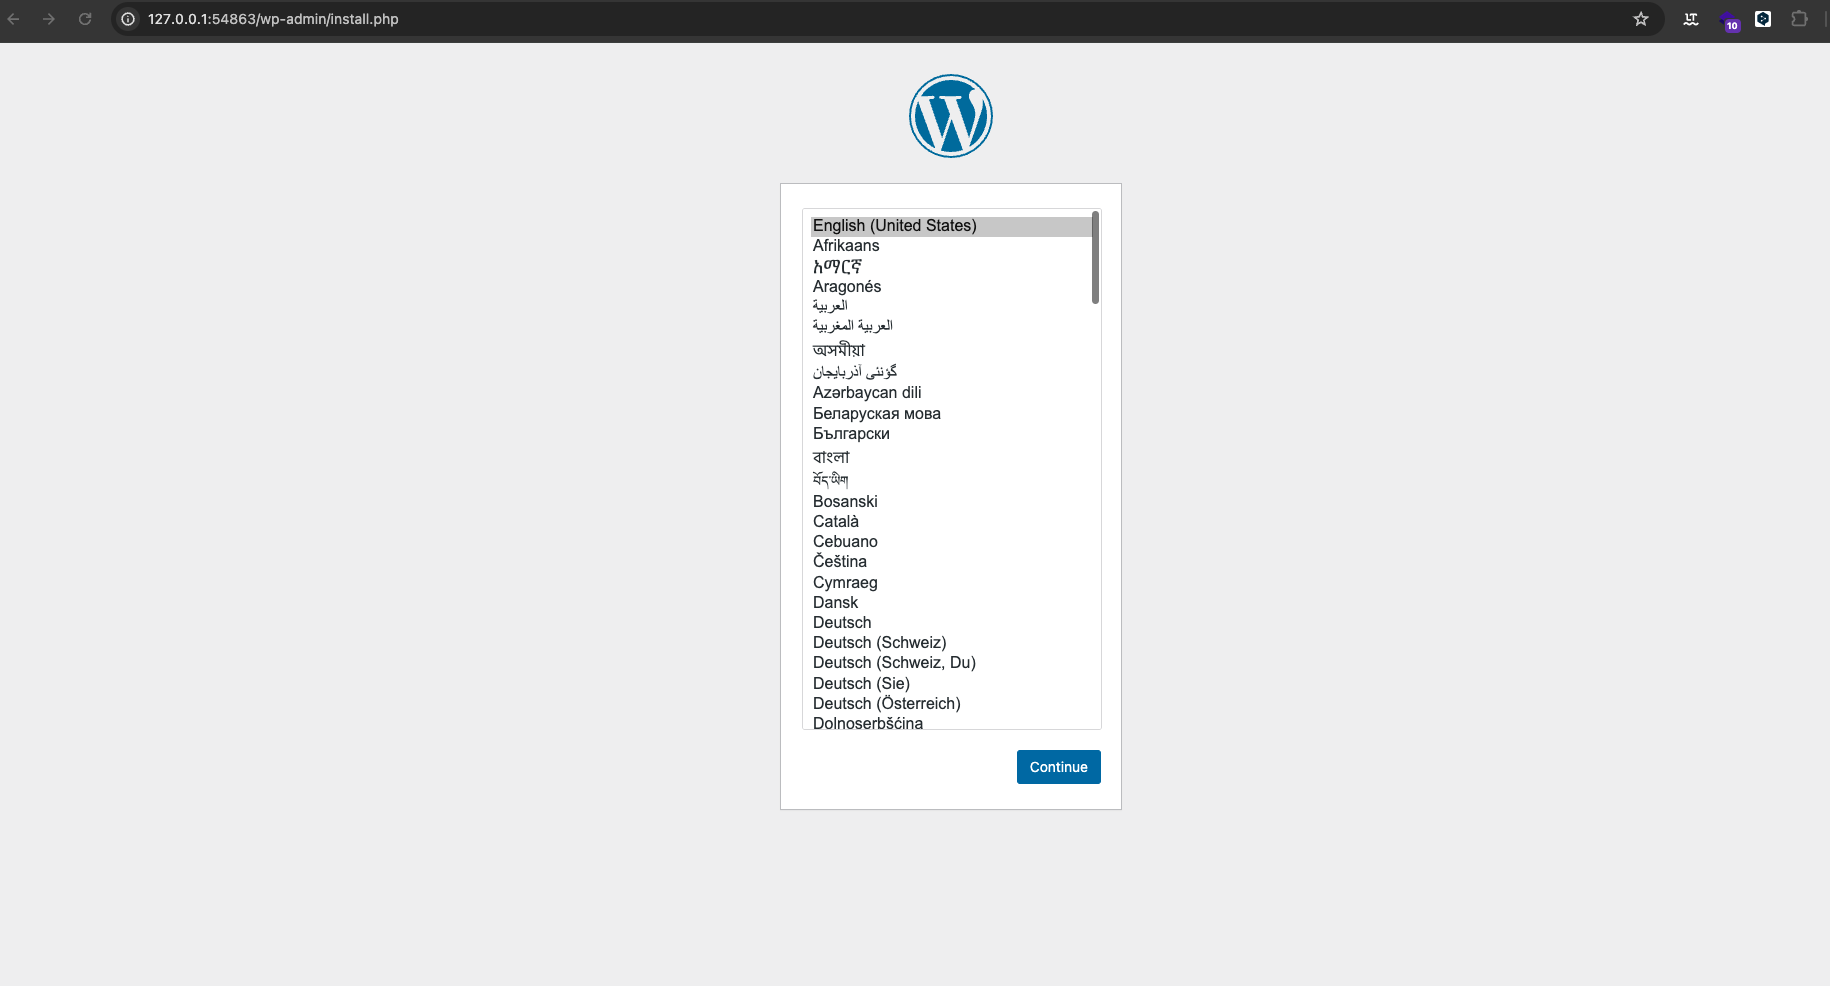 127.0.0.1:54863/wp-admin/install.php
10
English (United States)
Afrikaans
አማርኛ
Aragonés
العربية
العربية المغربية
অসমীয়া
گؤنئی آذربایجان
Azərbaycan dili
Беларуская мова
Български
বাংলা
བོད་ཡིག
Bosanski
Català
Cebuano
Čeština
Cymraeg
Dansk
Deutsch
Deutsch (Schweiz)
Deutsch (Schweiz, Du)
Deutsch (Sie)
Deutsch (Österreich)
Dolnoserbšćina
Continue